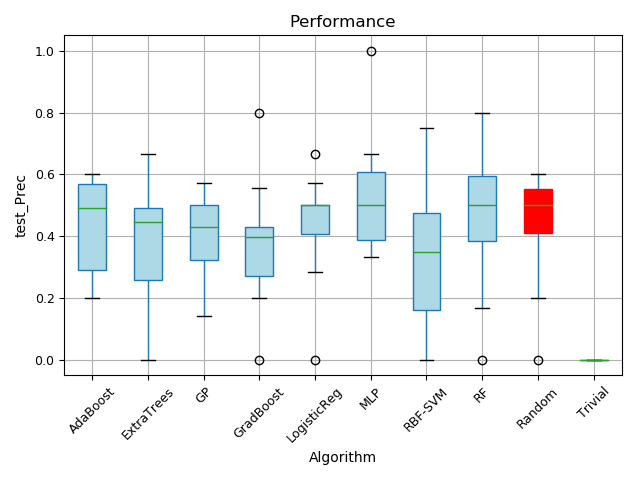 Performance
test_Prec
1.0
0.8
0.6
0.4
0.2
0.0
AdaBoost
ExtraTrees
GP
GradBoost
LogisticReg
MLP
RBF-SVM
RF
Random
Trivial
Algorithm